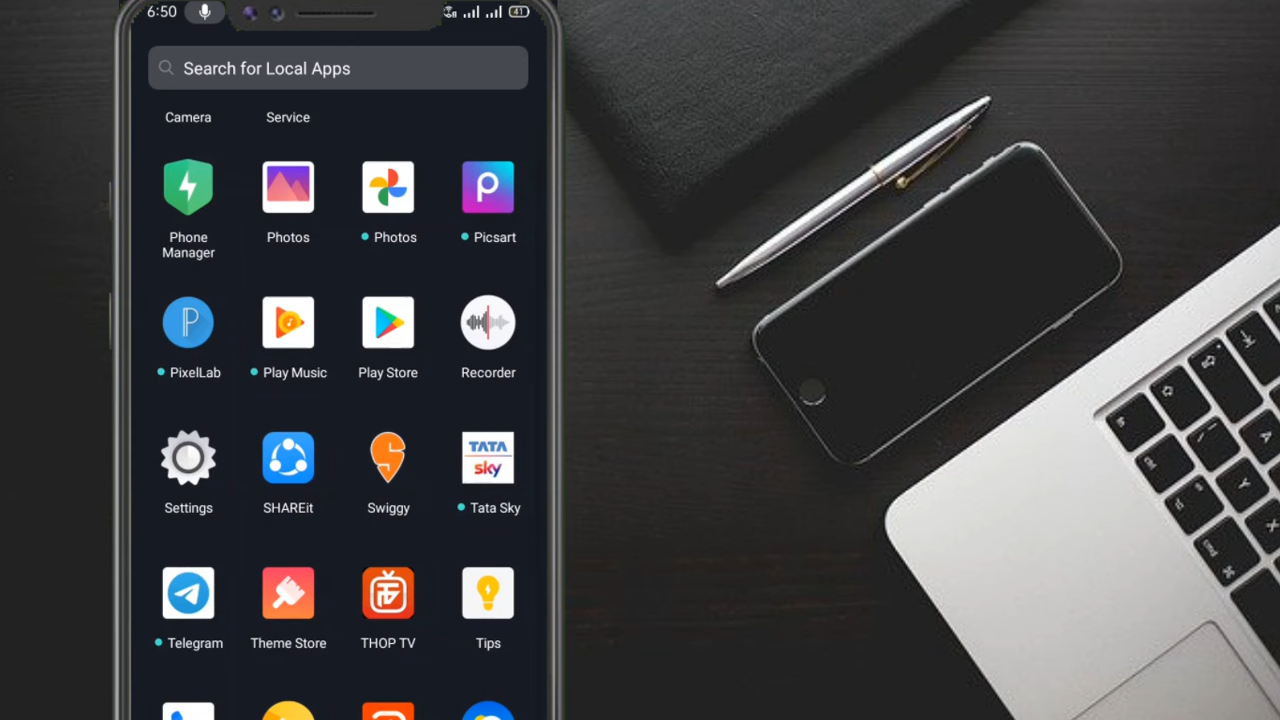 6:50
41
Search for Local Apps
Camera
Service
Phone
Manager
Photos
Photos
Picsart
PixelLab
Play Music
Play Store
Recorder
TATA
sky
Settings
SHAREit
Swiggy
Tata Sky
Telegram
Theme Store
THOP TV
Tips